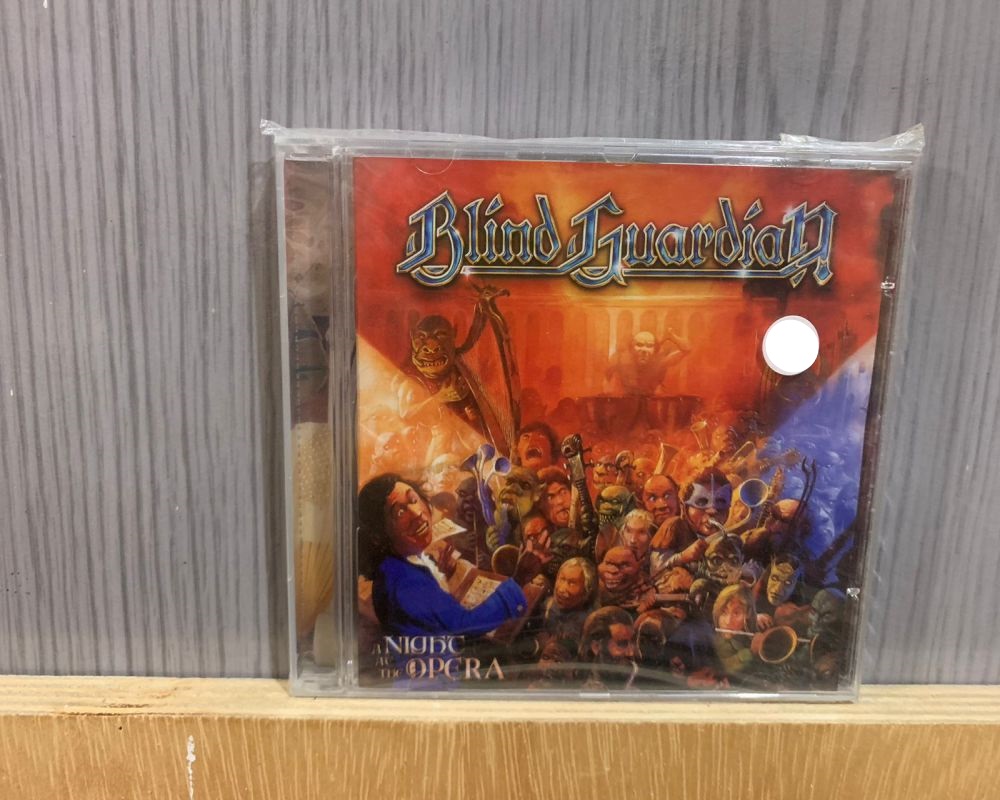 Blind Guardian
A NIGHT
AT
THE OPERA